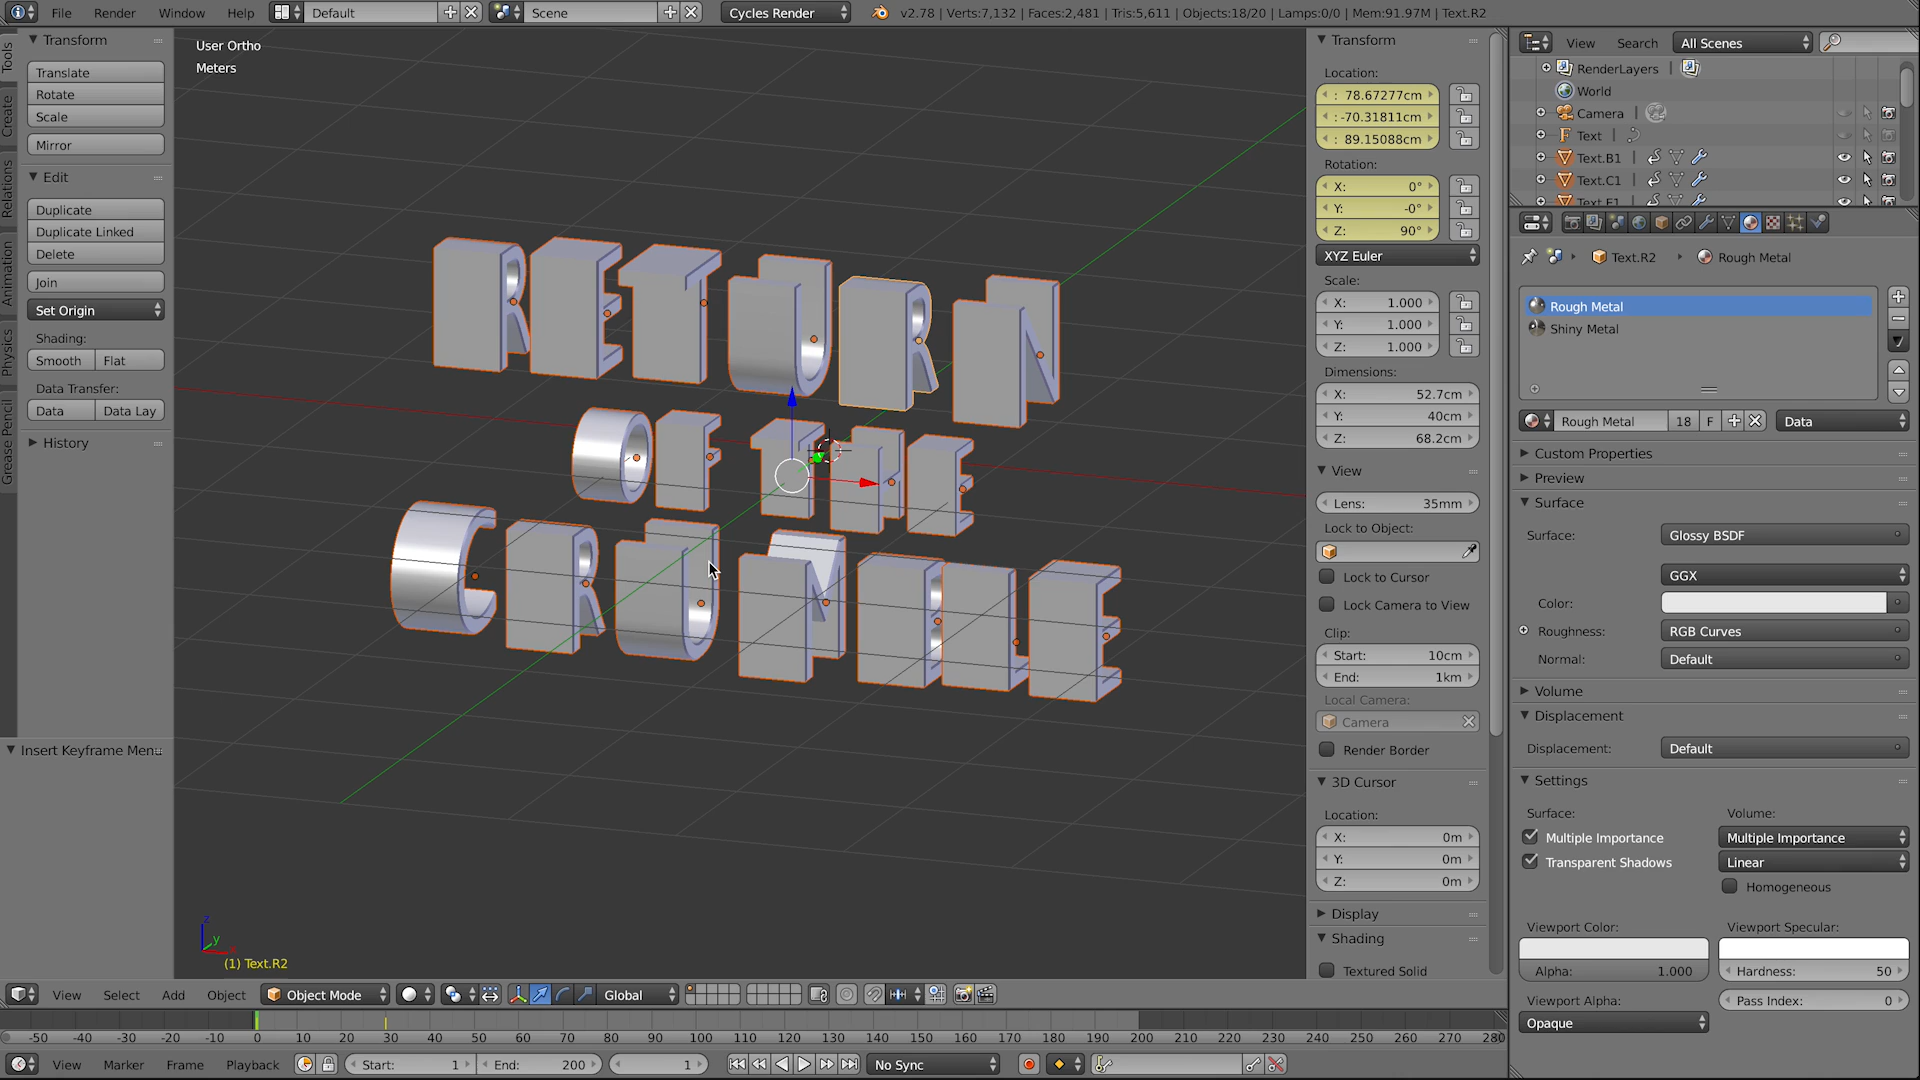 File Render Window Help Default Scene Cycles Render v2.78 | Verts:7,132 | Faces:2,481 | Tris:5,611 | Objects:18/20 | Lamps:0/0 | Mem:91.97M | Text.R2
Tools
Create
Relations
Animation
Physics
Grease Pencil
Transform
Translate
Rotate
Scale
Mirror
Edit
Duplicate
Duplicate Linked
Delete
Join
Set Origin
Shading:
Smooth Flat
Data Transfer:
Data Data Lay
History
Insert Keyframe Menu
User Ortho
Meters
RETURN
OF THE
CRUMBLE
z
y
(1) Text.R2
Transform
Location:
: 78.67277cm
: -70.31811cm
: 89.15088cm
Rotation:
X: 0°
Y: -0°
Z: 90°
XYZ Euler
Scale:
X: 1.000
Y: 1.000
Z: 1.000
Dimensions:
X: 52.7cm
Y: 40cm
Z: 68.2cm
View
Lens: 35mm
Lock to Object:
Lock to Cursor
Lock Camera to View
Clip:
Start: 10cm
End: 1km
Local Camera:
Camera
Render Border
3D Cursor
Location:
X: 0m
Y: 0m
Z: 0m
Display
Shading
Textured Solid
View Search All Scenes
RenderLayers
World
Camera
Text
Text.B1
Text.C1
Text.E1
Text.R2 Rough Metal
Rough Metal
Shiny Metal
Rough Metal 18 F Data
Custom Properties
Preview
Surface
Surface: Glossy BSDF
GGX
Color:
Roughness: RGB Curves
Normal: Default
Volume
Displacement
Displacement: Default
Settings
Surface: Volume:
Multiple Importance Multiple Importance
Transparent Shadows Linear
Homogeneous
Viewport Color: Viewport Specular:
Alpha: 1.000 Hardness: 50
Viewport Alpha: Pass Index: 0
Opaque
View Select Add Object Object Mode Global
-50 -40 -30 -20 -10 0 10 20 30 40 50 60 70 80 90 100 110 120 130 140 150 160 170 180 190 200 210 220 230 240 250 260 270 280
View Marker Frame Playback Start: 1 End: 200 1 No Sync